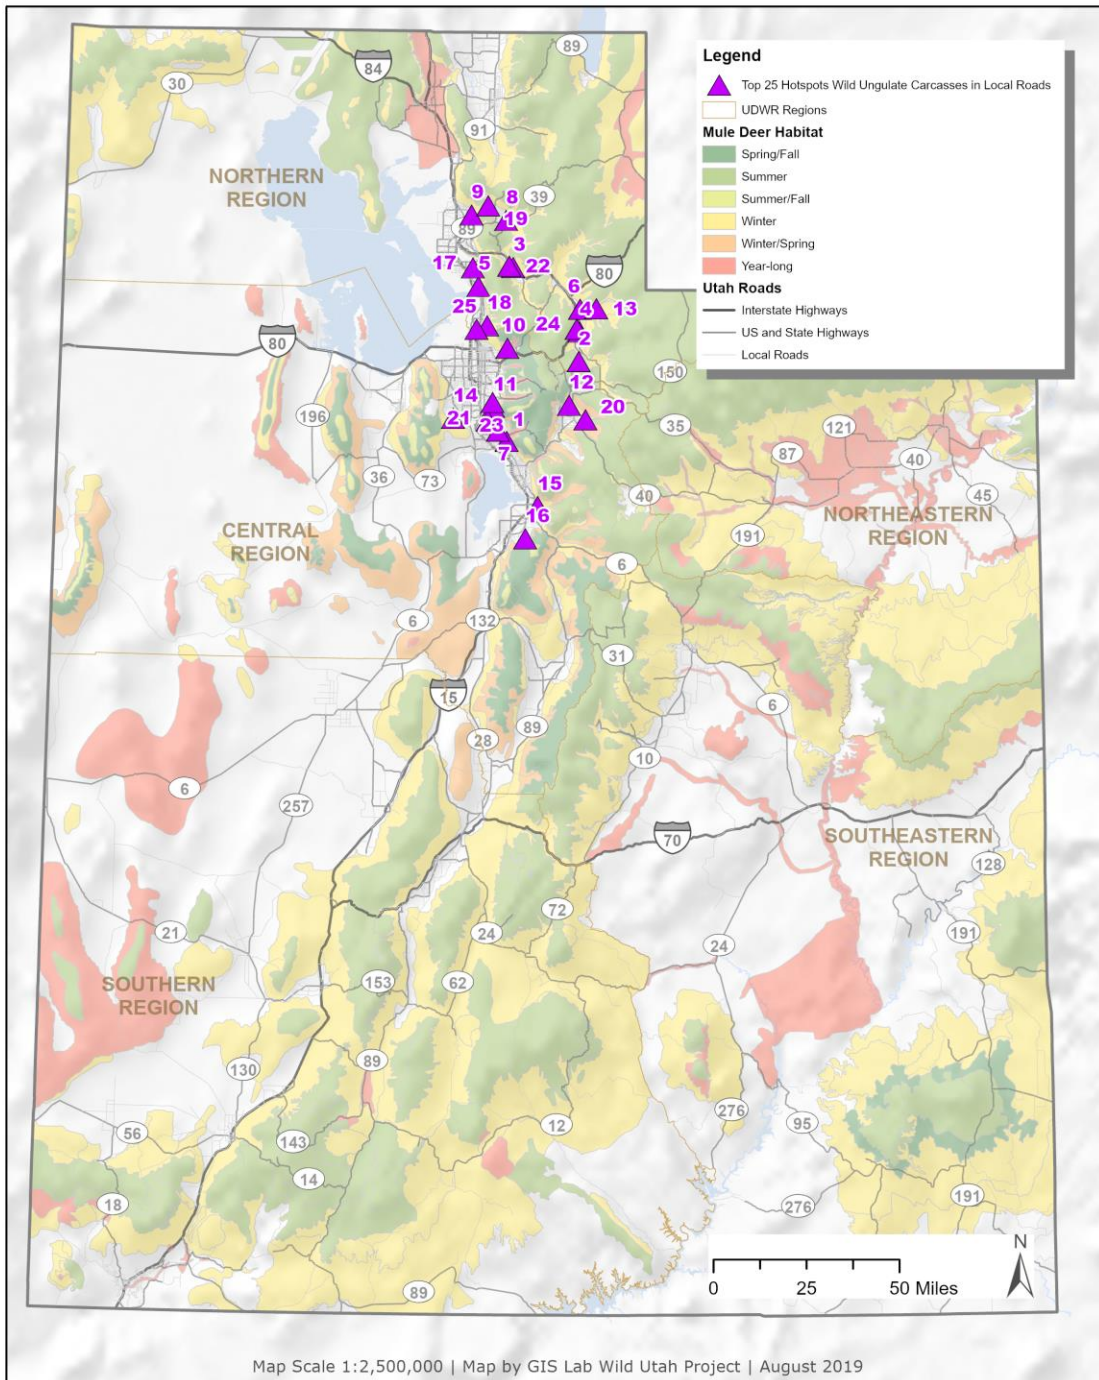 89
84
30
Legend
Top 25 Hotspots Wild Ungulate Carcasses in Local Roads
UDWR Regions
Mule Deer Habitat
Spring/Fall
Summer
Summer/Fall
Winter
Winter/Spring
Year-long
Utah Roads
Interstate Highways
US and State Highways
Local Roads
91
NORTHERN
REGION
9
8
39
19
89
3
17
5
22
80
6
25
18
4
13
10
24
2
80
12
150
11
14
20
196
21
23
1
35
121
7
87
40
36
73
15
40
45
16
NORTHEASTERN
REGION
CENTRAL
REGION
191
6
6
132
31
15
6
89
28
10
6
257
70
SOUTHEASTERN
REGION
128
72
21
24
24
191
SOUTHERN
REGION
153
62
89
130
276
12
95
56
143
14
18
276
191
N
0
25
50 Miles
89
Map Scale 1:2,500,000 | Map by GIS Lab Wild Utah Project | August 2019